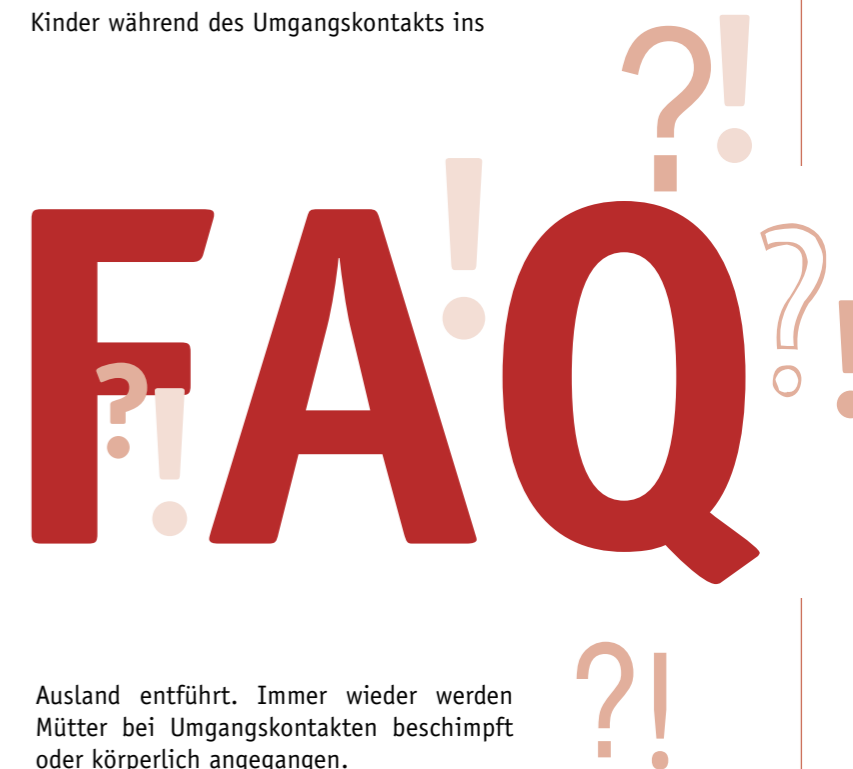 Kinder während des Umgangskontakts ins
?!
!
FAQ
?
!
?!
?!
Ausland entführt. Immer wieder werden
Mütter bei Umgangskontakten beschimpft
oder körperlich angegangen.